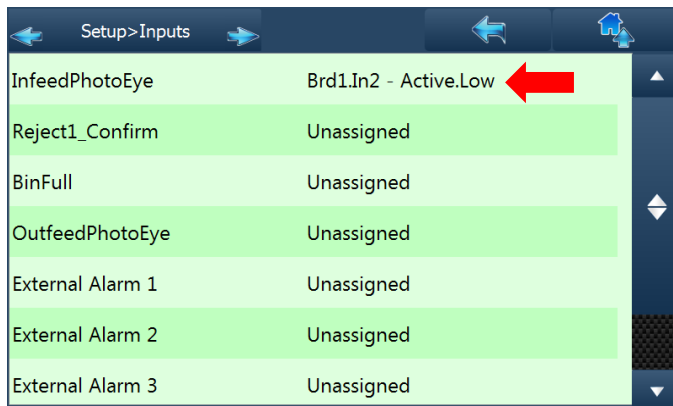 Setup>Inputs
InfeedPhotoEye Brd1.In2 - Active.Low
Reject1_Confirm Unassigned
BinFull Unassigned
OutfeedPhotoEye Unassigned
External Alarm 1 Unassigned
External Alarm 2 Unassigned
External Alarm 3 Unassigned